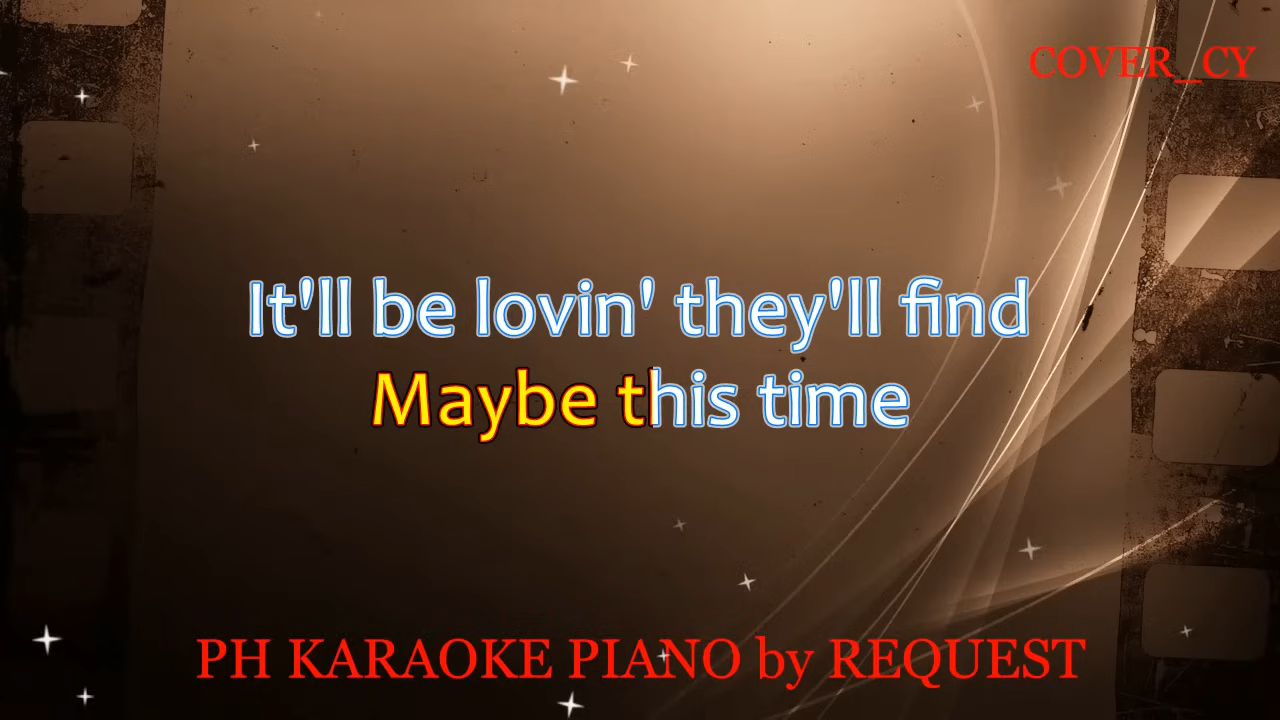 COVER_CY
It'll be lovin' they'll find
Maybe this time
PH KARAOKE PIANO by REQUEST